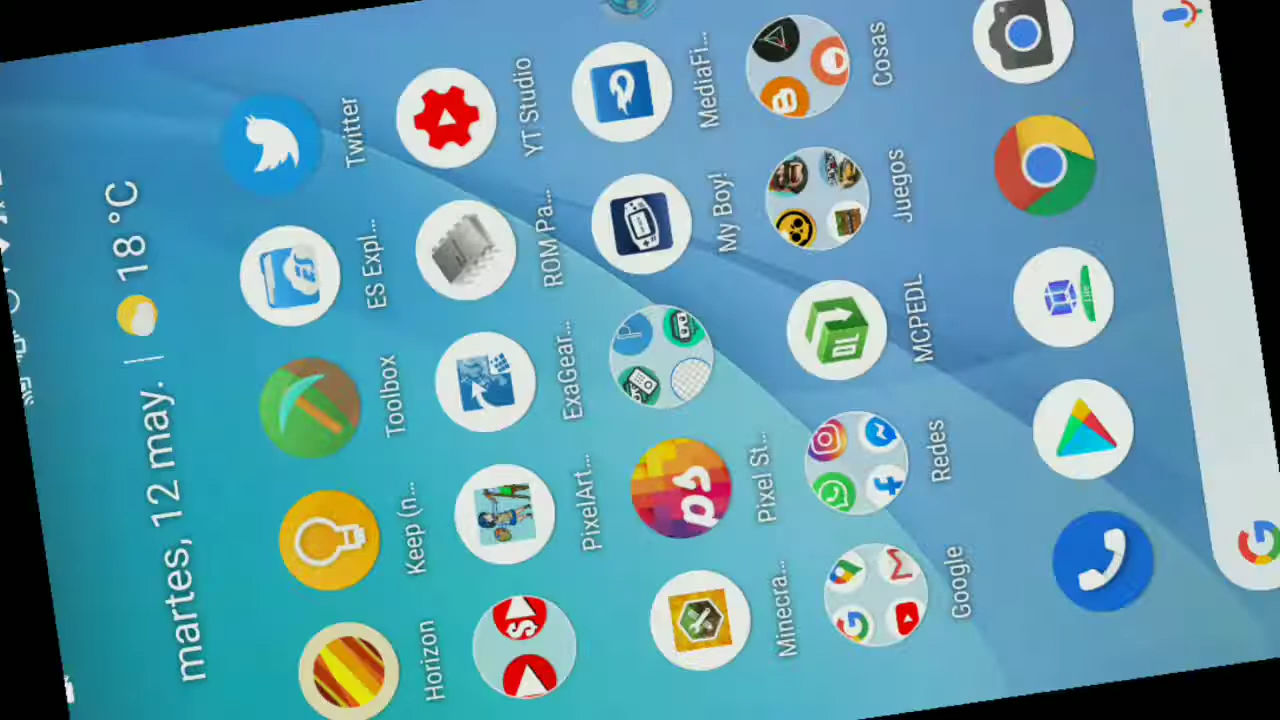 martes, 12 may. | 18 °C
Horizon
Keep (n...
Toolbox
ES Expl...
Twitter
PixelArt...
ExaGear...
ROM Pa...
YT Studio
Minecra...
Pixel St...
My Boy!
MediaFi...
Google
Redes
MCPEDL
Juegos
Cosas